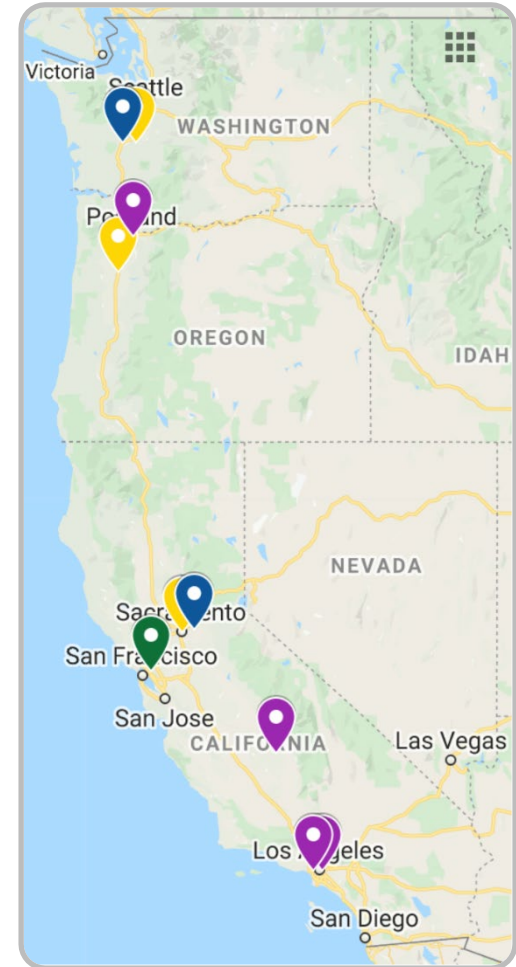 Victoria
Seattle
WASHINGTON
Portland
OREGON
IDAH
NEVADA
Sacramento
San Francisco
San Jose
CALIFORNIA
Las Vegas
Los Angeles
San Diego